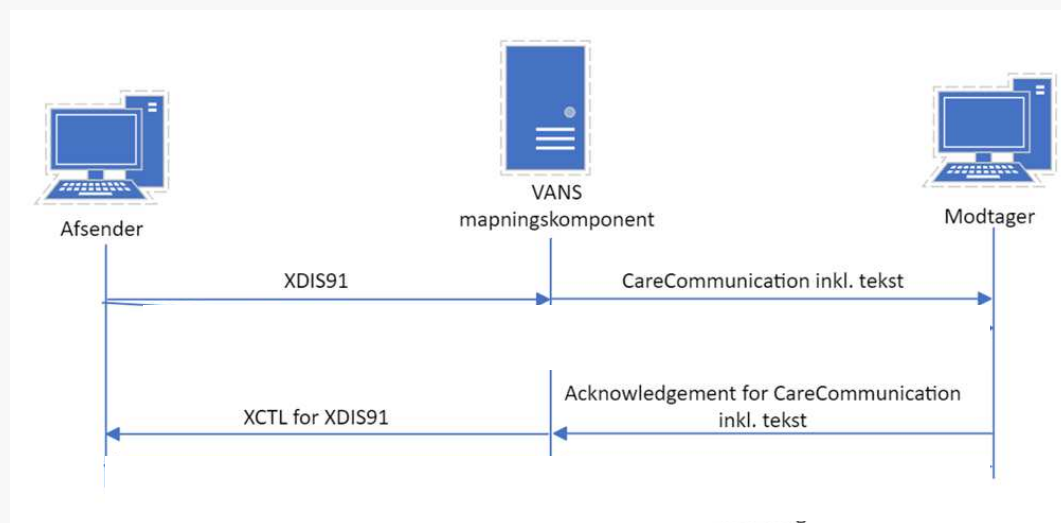 VANS
mapningskomponent
Afsender
Modtager
XDIS91
CareCommunication inkl. tekst
XCTL for XDIS91
Acknowledgement for CareCommunication
inkl. tekst